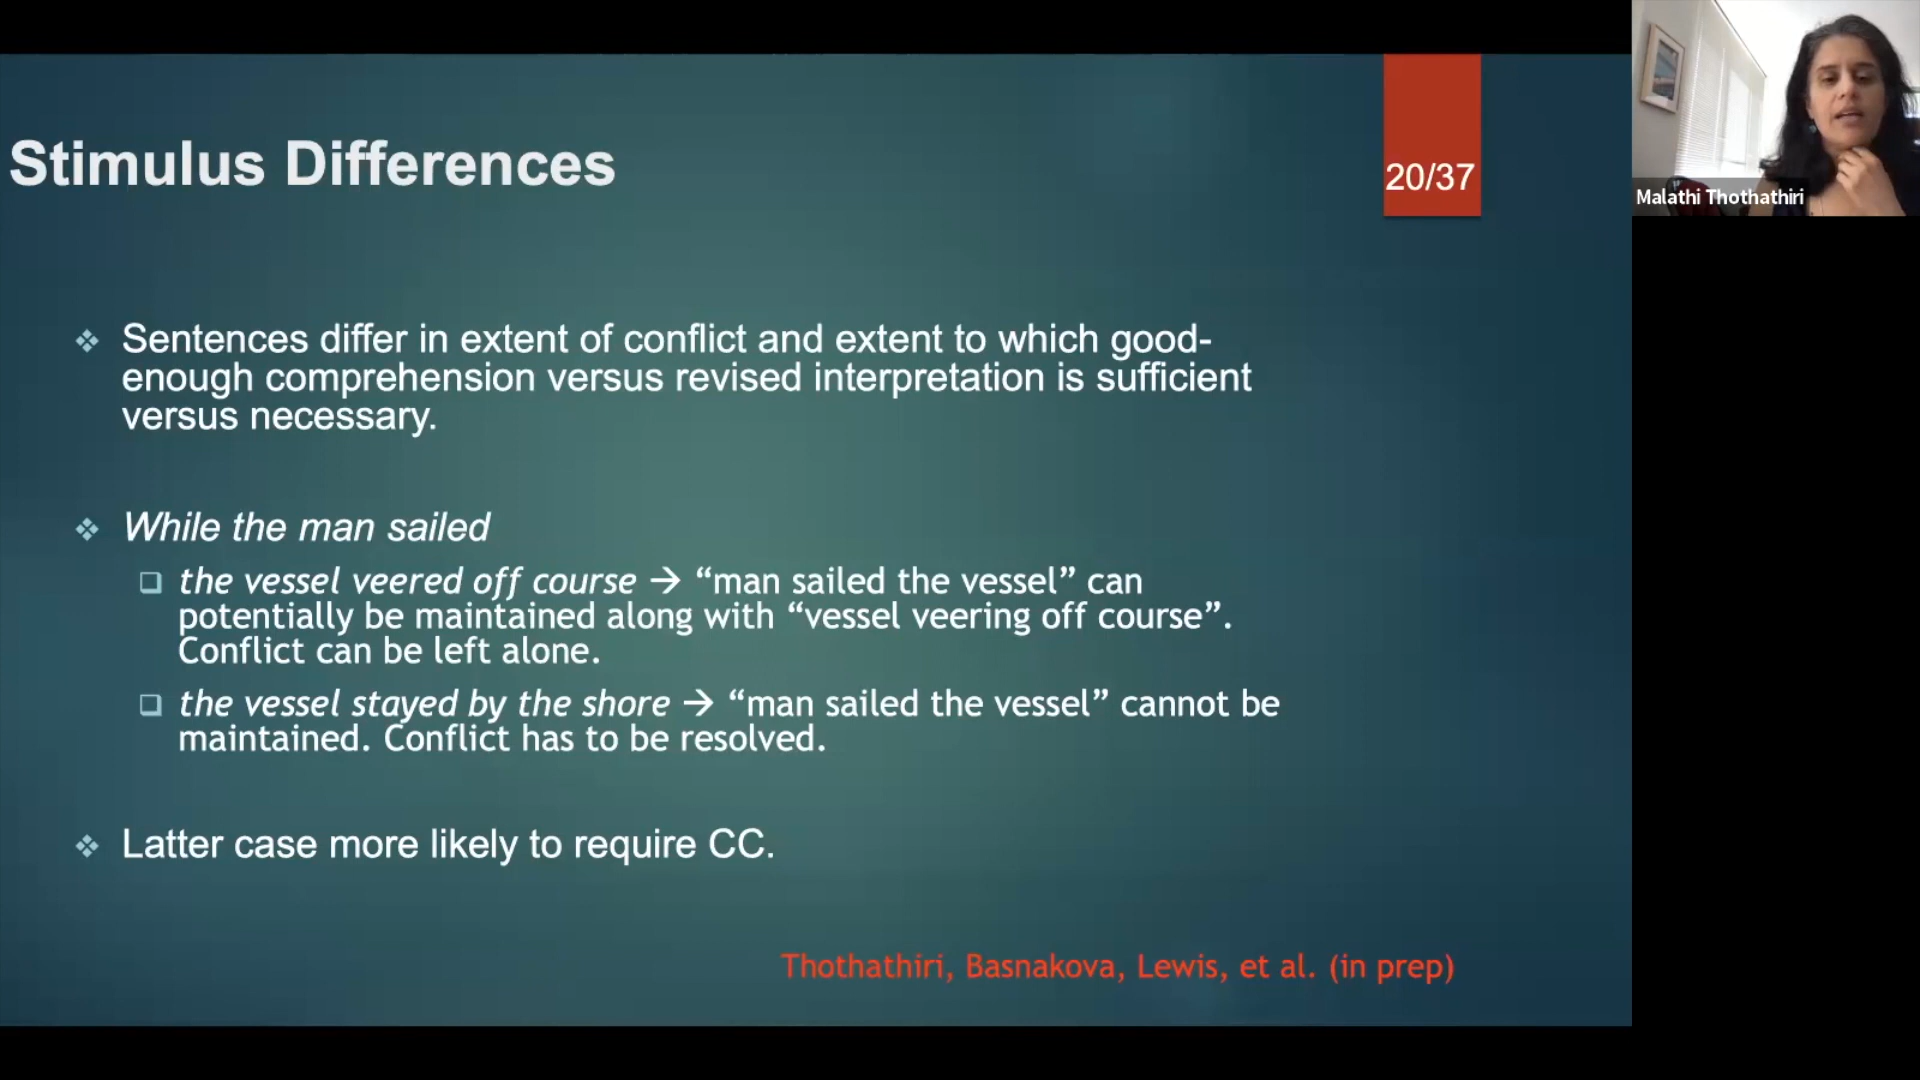 Stimulus Differences
20/37
Malathi Thothathiri
❖ Sentences differ in extent of conflict and extent to which good-
enough comprehension versus revised interpretation is sufficient
versus necessary.
❖ While the man sailed
❑ the vessel veered off course → “man sailed the vessel” can
potentially be maintained along with “vessel veering off course”.
Conflict can be left alone.
❑ the vessel stayed by the shore → “man sailed the vessel” cannot be
maintained. Conflict has to be resolved.
❖ Latter case more likely to require CC.
Thothathiri, Basnakova, Lewis, et al. (in prep)